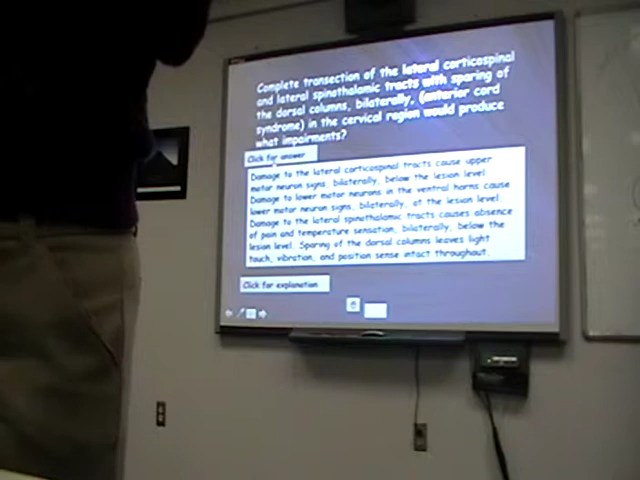 Complete transection of the lateral corticospinal
and lateral spinothalamic tracts with sparing of
the dorsal columns, bilaterally, (anterior cord
syndrome) in the cervical region would produce
what impairments?
Click for answer
Damage to the lateral corticospinal tracts cause upper
motor neuron signs, bilaterally, below the lesion level.
Damage to lower motor neurons in the ventral horns cause
lower motor neuron signs, bilaterally, at the lesion level.
Damage to the lateral spinothalamic tracts causes absence
of pain and temperature sensation, bilaterally, below the
lesion level. Sparing of the dorsal columns leaves light
touch, vibration, and position sense intact throughout.
Click for explanation